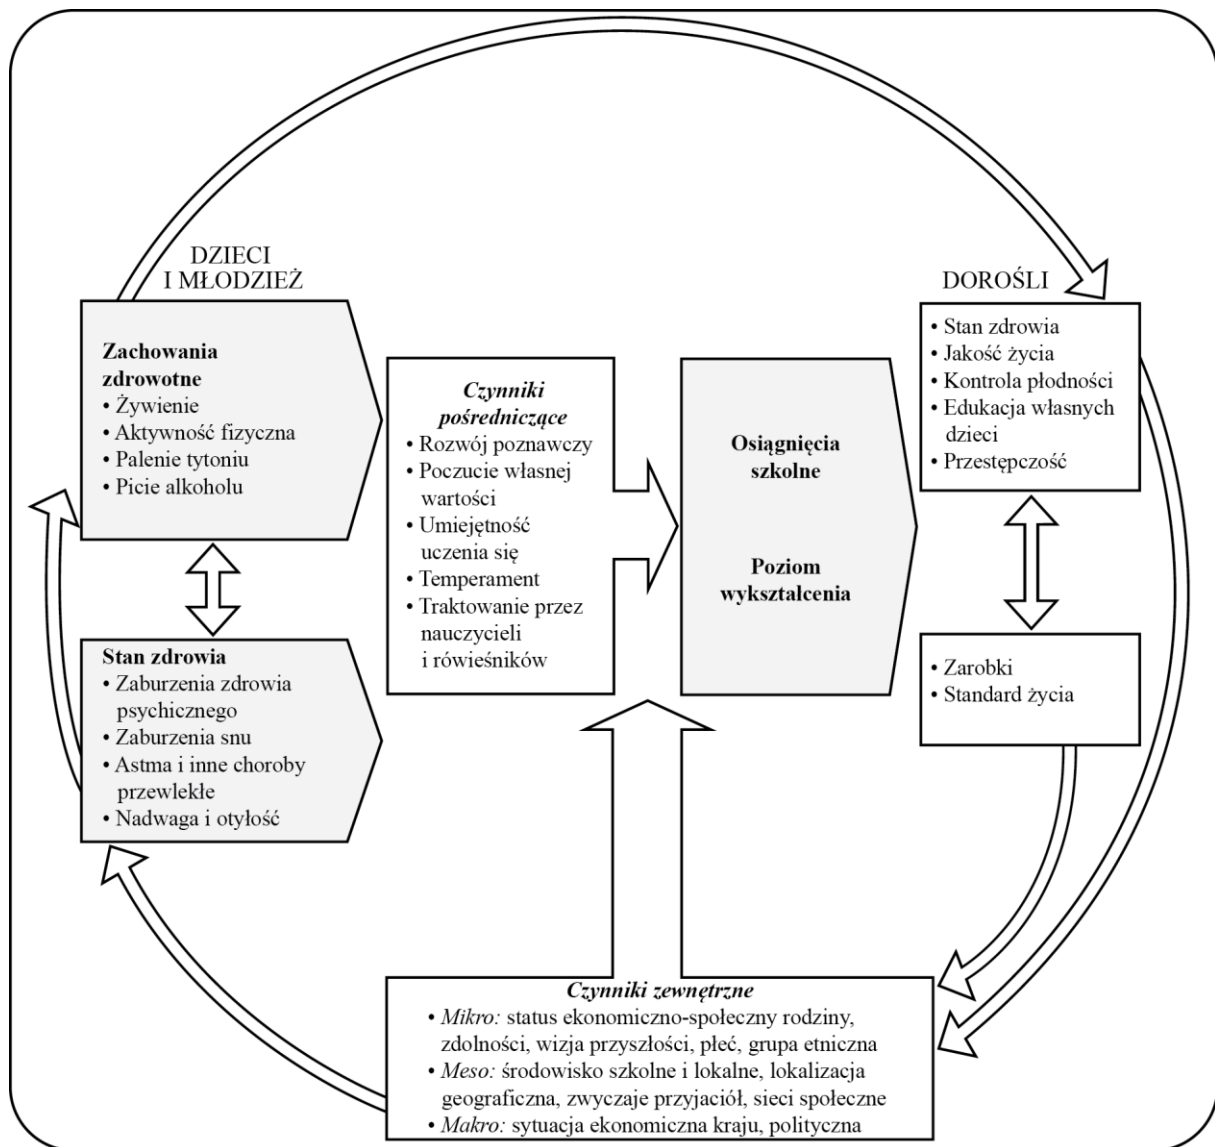 DZIECI
I MŁODZIEŻ
Zachowania
zdrowotne
• Żywienie
• Aktywność fizyczna
• Palenie tytoniu
• Picie alkoholu
Stan zdrowia
• Zaburzenia zdrowia
psychicznego
• Zaburzenia snu
• Astma i inne choroby
przewlekłe
• Nadwaga i otyłość
Czynniki
pośredniczące
• Rozwój poznawczy
• Poczucie własnej
wartości
• Umiejętność
uczenia się
• Temperament
• Traktowanie przez
nauczycieli
i rówieśników
Osiągnięcia
szkolne
Poziom
wykształcenia
DOROŚLI
• Stan zdrowia
• Jakość życia
• Kontrola płodności
• Edukacja własnych
dzieci
• Przestępczość
• Zarobki
• Standard życia
Czynniki zewnętrzne
• Mikro: status ekonomiczno-społeczny rodziny,
zdolności, wizja przyszłości, płeć, grupa etniczna
• Meso: środowisko szkolne i lokalne, lokalizacja
geograficzna, zwyczaje przyjaciół, sieci społeczne
• Makro: sytuacja ekonomiczna kraju, polityczna